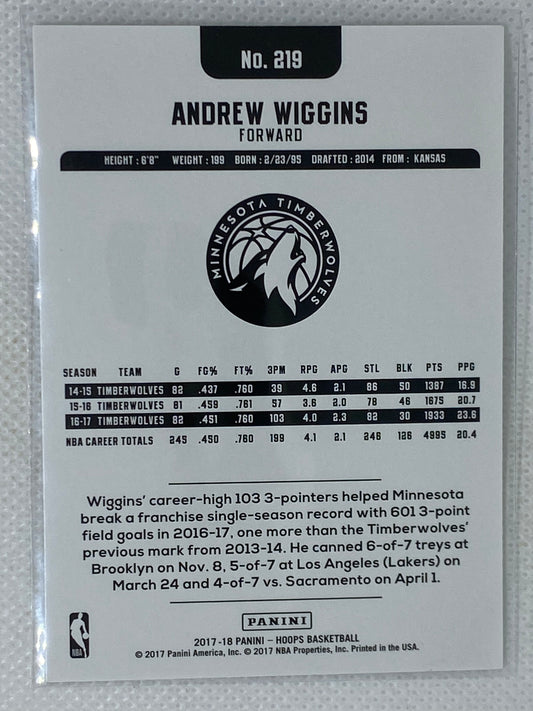 No. 219
ANDREW WIGGINS
FORWARD
HEIGHT : 6'8" WEIGHT : 199 BORN : 2/23/95 DRAFTED : 2014 FROM : KANSAS
MINNESOTA TIMBERWOLVES
SEASON TEAM G FG% FT% 3PM RPG APG STL BLK PTS PPG
14-15 TIMBERWOLVES 82 .437 .760 39 4.6 2.1 86 50 1387 16.9
15-16 TIMBERWOLVES 81 .459 .761 57 3.6 2.0 78 46 1675 20.7
16-17 TIMBERWOLVES 82 .451 .760 103 4.0 2.3 82 30 1933 23.6
NBA CAREER TOTALS 245 .450 .760 199 4.1 2.1 246 126 4995 20.4
Wiggins' career-high 103 3-pointers helped Minnesota
break a franchise single-season record with 601 3-point
field goals in 2016-17, one more than the Timberwolves'
previous mark from 2013-14. He canned 6-of-7 treys at
Brooklyn on Nov. 8, 5-of-7 at Los Angeles (Lakers) on
March 24 and 4-of-7 vs. Sacramento on April 1.
PANINI
2017-18 PANINI – HOOPS BASKETBALL
© 2017 Panini America, Inc. © 2017 NBA Properties, Inc. Printed in the USA.
NBA